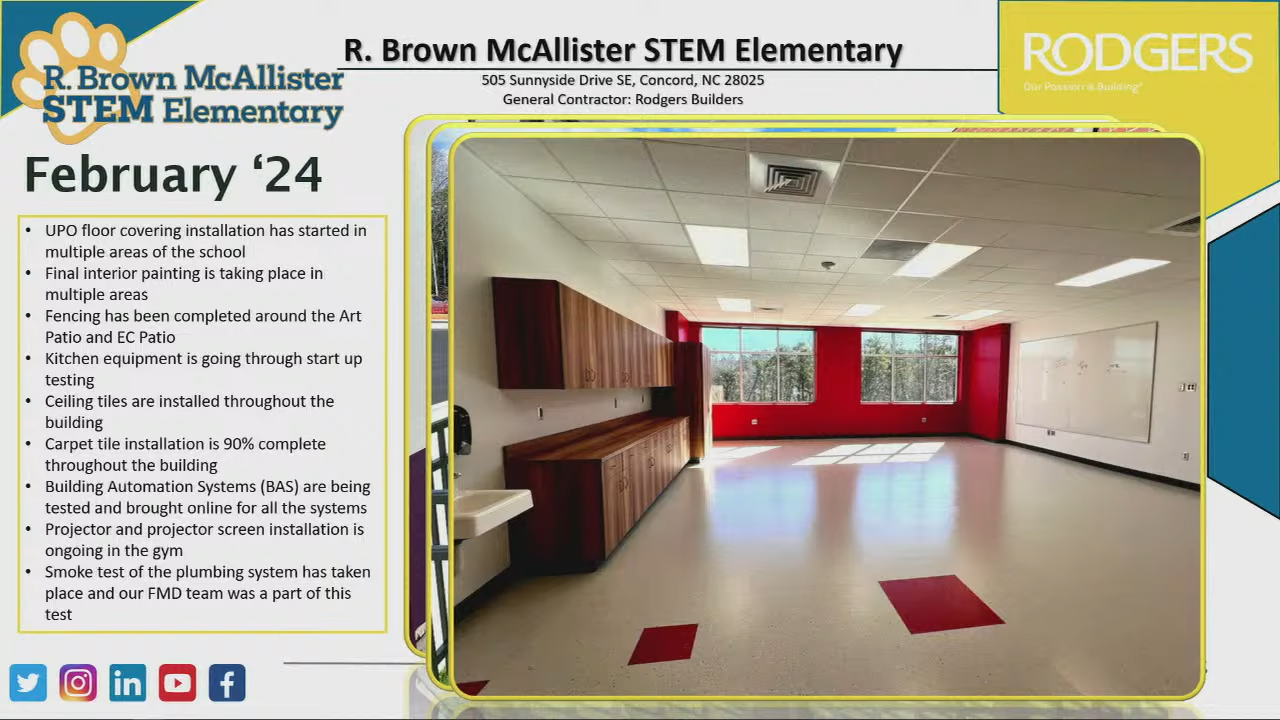 R. Brown McAllister
STEM Elementary
R. Brown McAllister STEM Elementary
505 Sunnyside Drive SE, Concord, NC 28025
General Contractor: Rodgers Builders
RODGERS
Our Passion is Building®
February ‘24
• UPO floor covering installation has started in
multiple areas of the school
• Final interior painting is taking place in
multiple areas
• Fencing has been completed around the Art
Patio and EC Patio
• Kitchen equipment is going through start up
testing
• Ceiling tiles are installed throughout the
building
• Carpet tile installation is 90% complete
throughout the building
• Building Automation Systems (BAS) are being
tested and brought online for all the systems
• Projector and projector screen installation is
ongoing in the gym
• Smoke test of the plumbing system has taken
place and our FMD team was a part of this
test